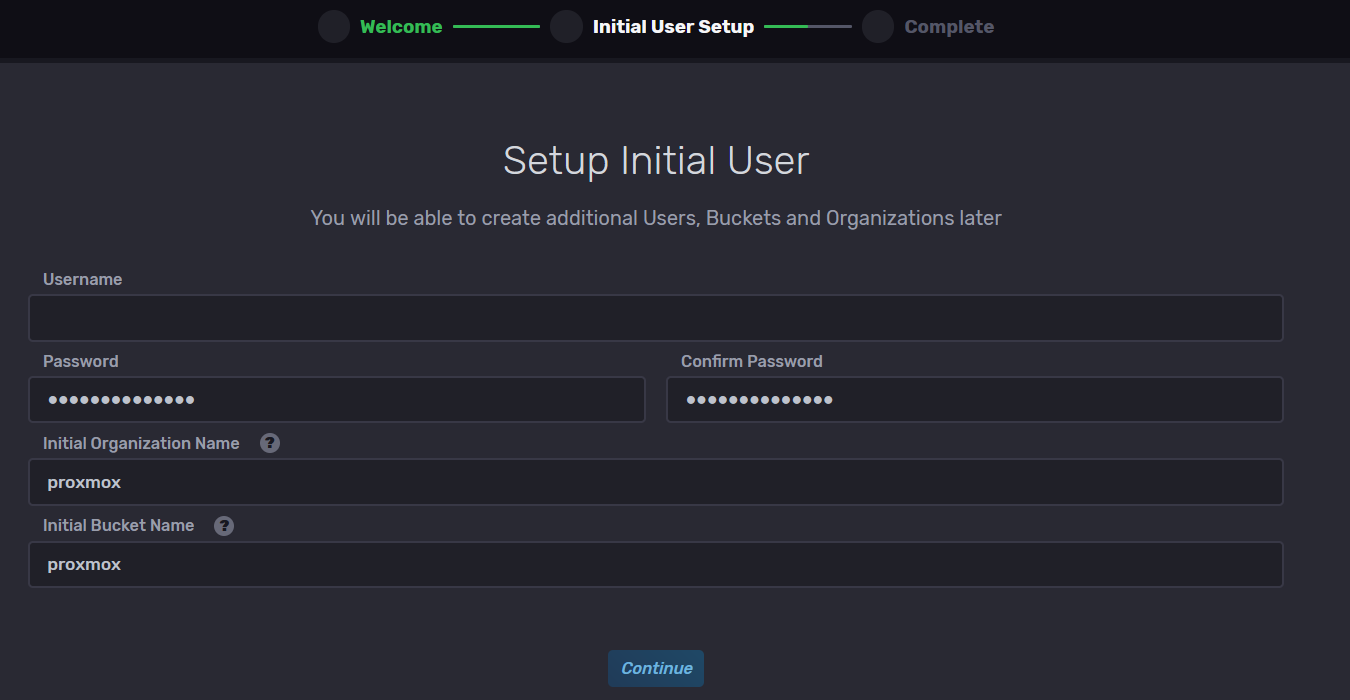 Welcome Initial User Setup Complete
Setup Initial User
You will be able to create additional Users, Buckets and Organizations later
Username
Password Confirm Password
●●●●●●●●●●●●●● ●●●●●●●●●●●●●●
Initial Organization Name ?
proxmox
Initial Bucket Name ?
proxmox
Continue